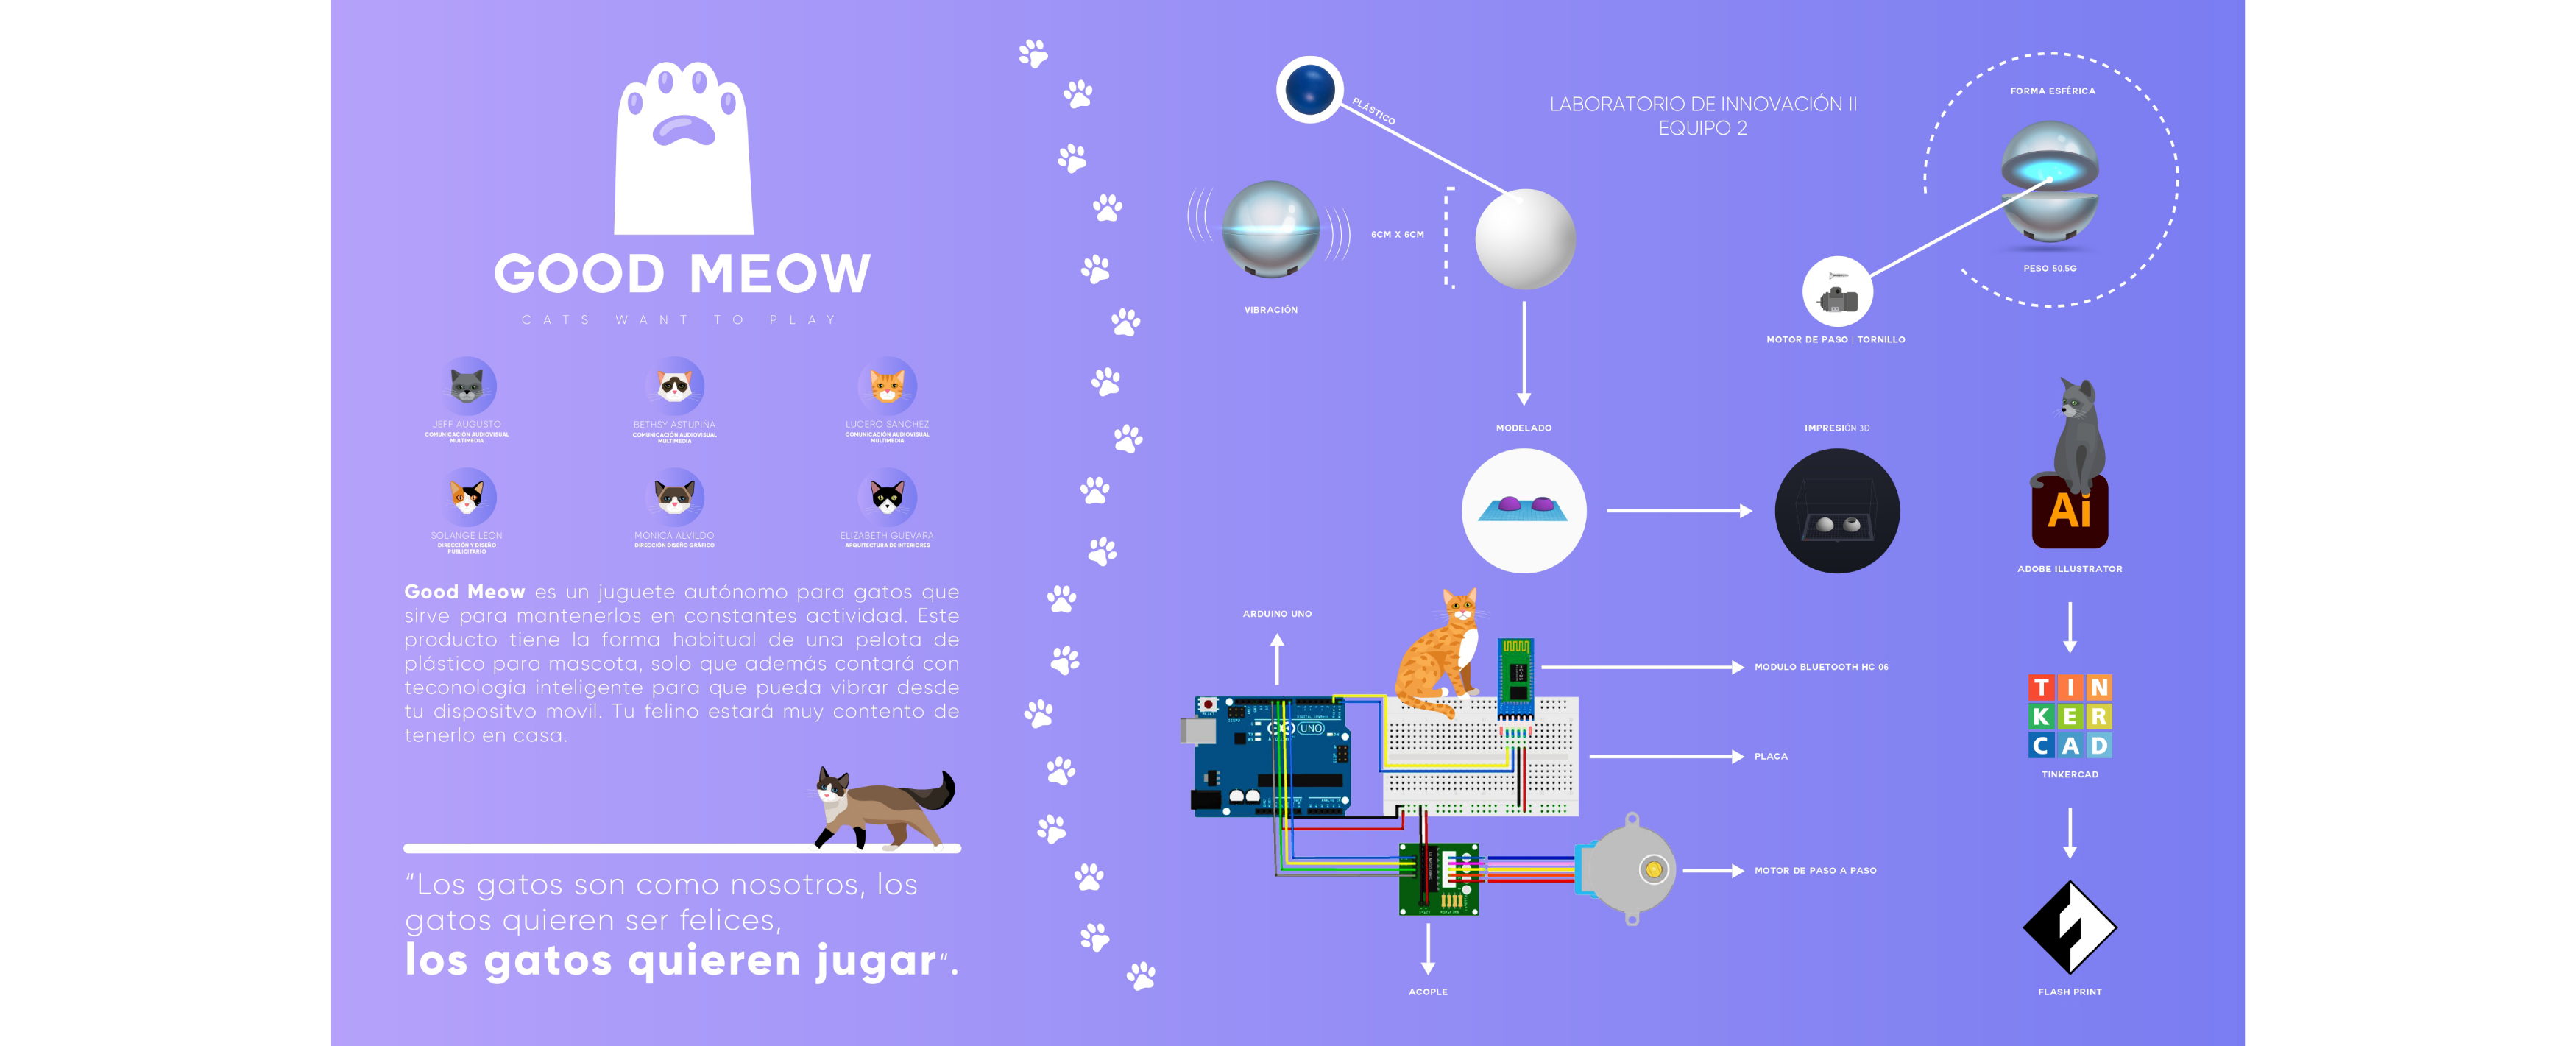 GOOD MEOW
CATS WANT TO PLAY
JEFF AUGUSTO
COMUNICACIÓN AUDIOVISUAL
MULTIMEDIA
BETHSY ASTUPIÑA
COMUNICACIÓN AUDIOVISUAL
MULTIMEDIA
LUCERO SANCHEZ
COMUNICACIÓN AUDIOVISUAL
MULTIMEDIA
SOLANGE LEON
DIRECCIÓN Y DISEÑO
PUBLICITARIO
MÓNICA ALVILDO
DIRECCIÓN DISEÑO GRÁFICO
ELIZABETH GUEVARA
ARQUITECTURA DE INTERIORES
Good Meow es un juguete autónomo para gatos que
sirve para mantenerlos en constantes actividad. Este
producto tiene la forma habitual de una pelota de
plástico para mascota, solo que además contará con
teconología inteligente para que pueda vibrar desde
tu dispositvo movil. Tu felino estará muy contento de
tenerlo en casa.
“Los gatos son como nosotros, los
gatos quieren ser felices,
los gatos quieren jugar“.
PLÁSTICO
LABORATORIO DE INNOVACIÓN II
EQUIPO 2
FORMA ESFÉRICA
6CM X 6CM
PESO 50.5G
VIBRACIÓN
MOTOR DE PASO | TORNILLO
MODELADO
IMPRESIÓN 3D
Ai
ADOBE ILLUSTRATOR
ARDUINO UNO
MODULO BLUETOOTH HC-06
UNO
PLACA
TIN
KER
CAD
TINKERCAD
MOTOR DE PASO A PASO
ACOPLE
FLASH PRINT